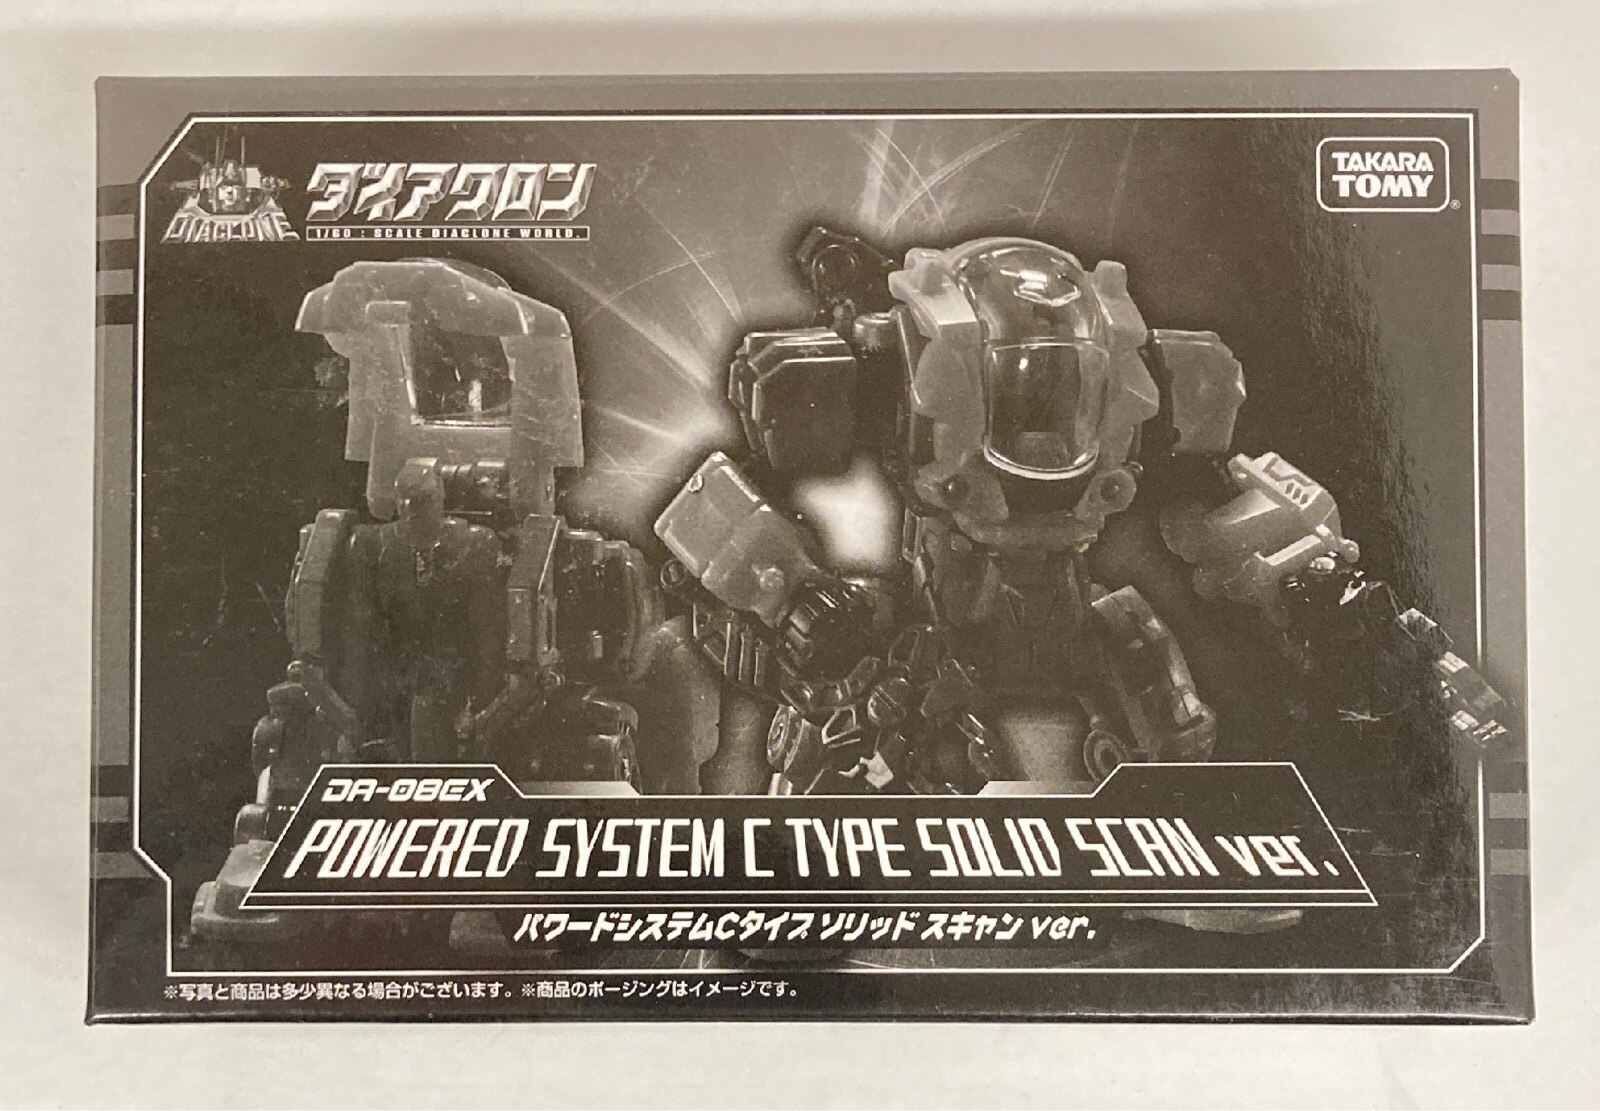 DIACLONE
ダイアクロン
1/60 : SCALE DIACLONE WORLD.
TAKARA
TOMY®
DA-08EX
POWERED SYSTEM C TYPE SOLID SCAN ver.
パワードシステムCタイプ ソリッド スキャン ver.
※写真と商品は多少異なる場合がございます。※商品のポージングはイメージです。